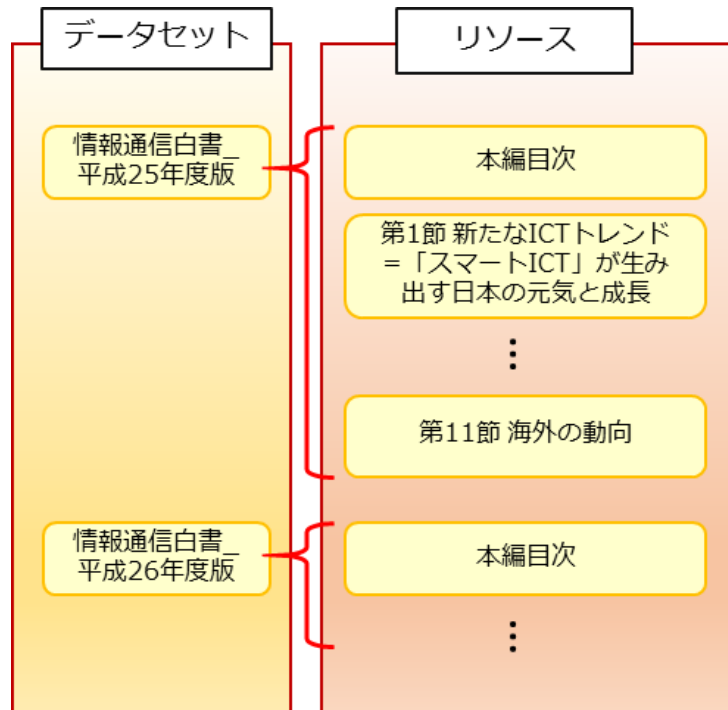 データセット
リソース
情報通信白書_
平成25年度版
本編目次
第1節 新たなICTトレンド
=「スマートICT」が生み
出す日本の元気と成長
⋮
第11節 海外の動向
情報通信白書_
平成26年度版
本編目次
⋮